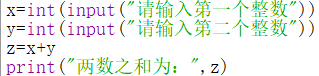 x=int(input("请输入第一个整数"))
y=int(input("请输入第二个整数"))
z=x+y
print("两数之和为：",z)